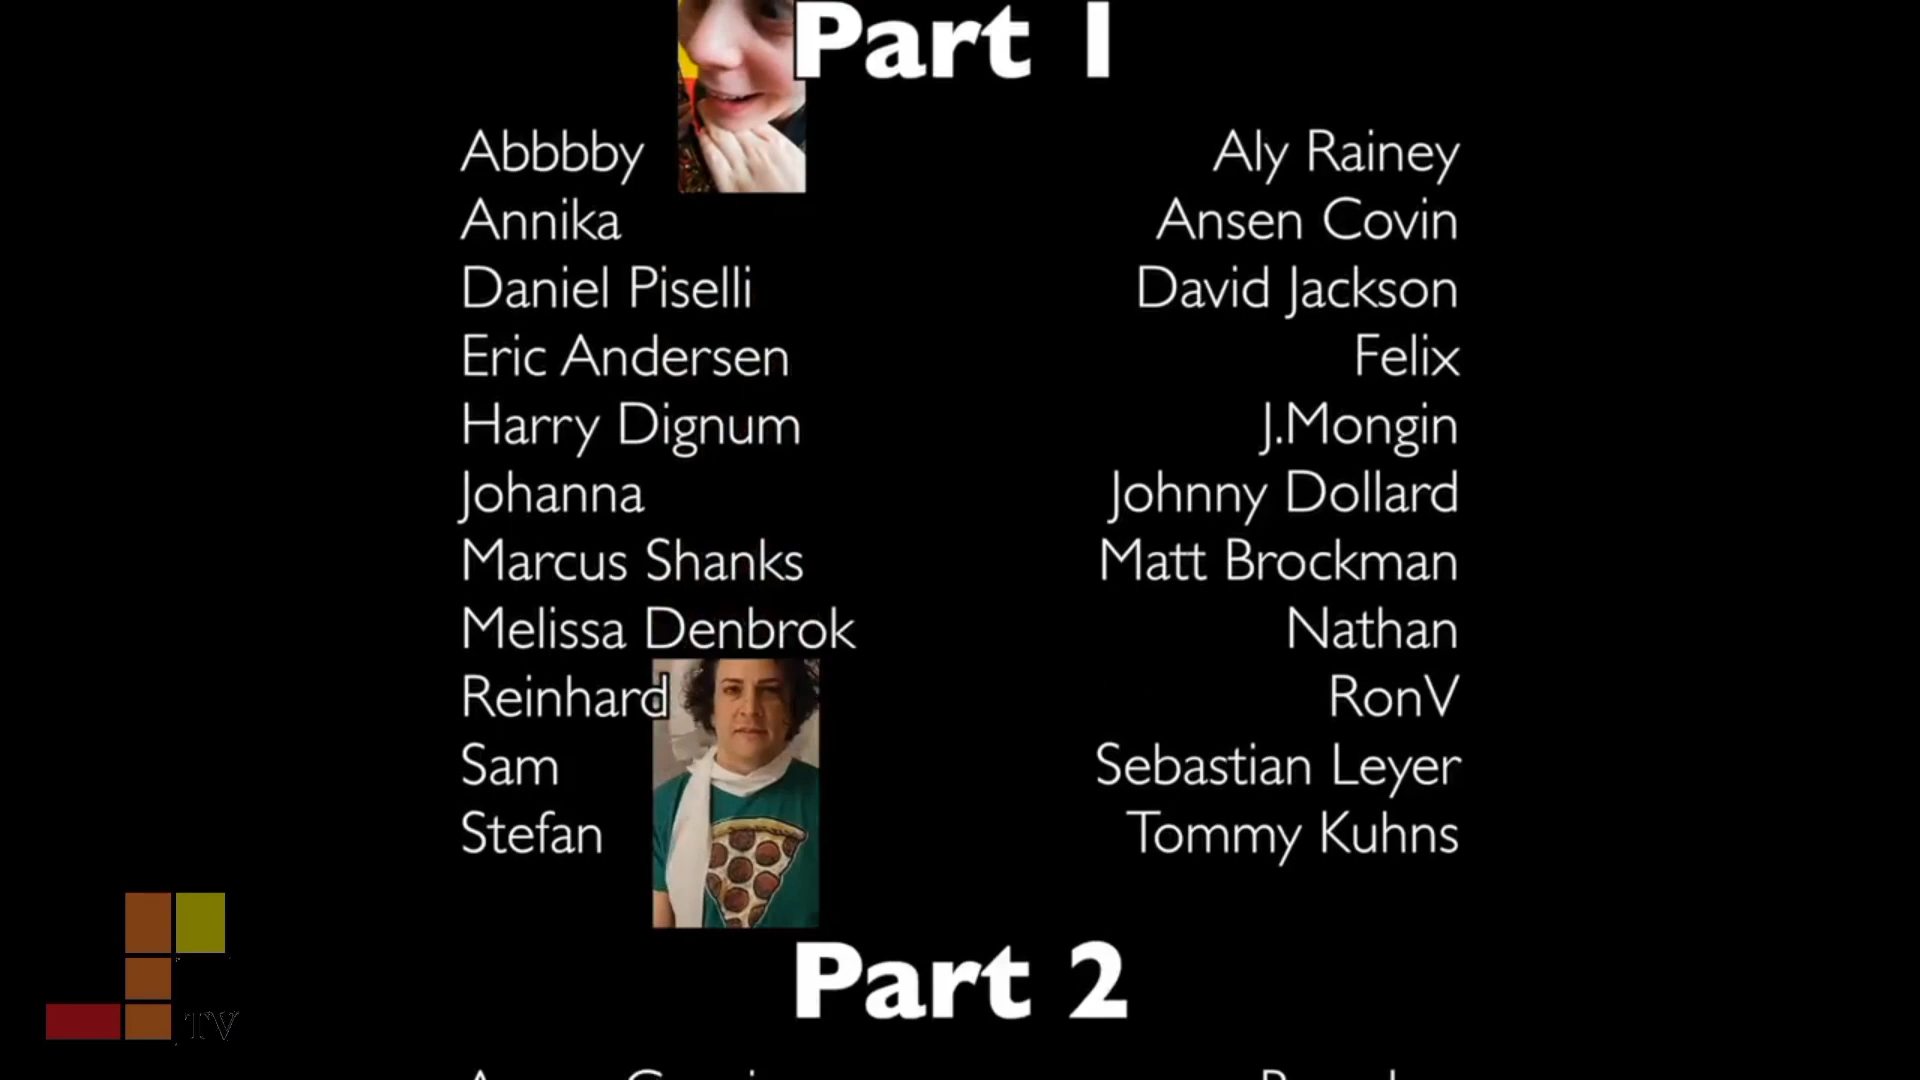 Part 1
Abbbby Aly Rainey
Annika Ansen Covin
Daniel Piselli David Jackson
Eric Andersen Felix
Harry Dignum J.Mongin
Johanna Johnny Dollard
Marcus Shanks Matt Brockman
Melissa Denbrok Nathan
Reinhard RonV
Sam Sebastian Leyer
Stefan Tommy Kuhns
Part 2
TV